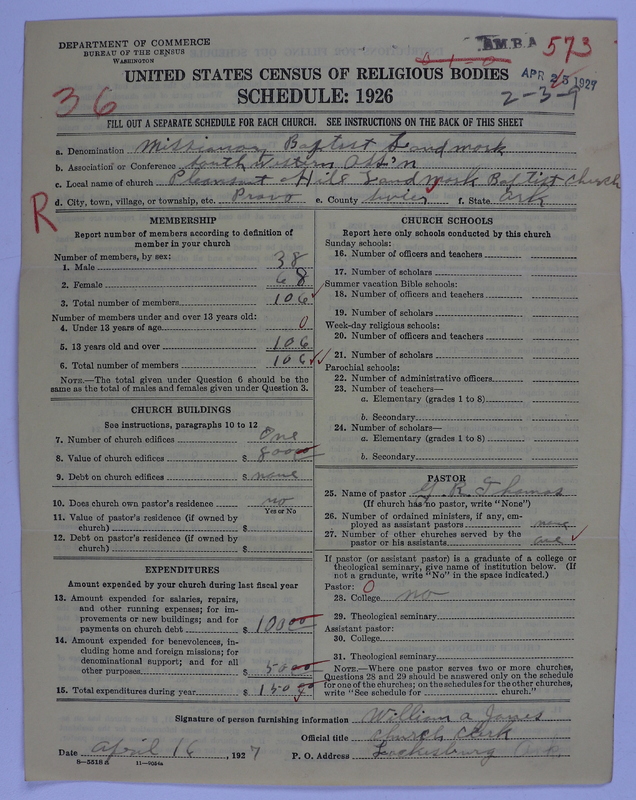 DEPARTMENT OF COMMERCE
BUREAU OF THE CENSUS
WASHINGTON
A.M.B.A 573
APR 25 1927
2-3-9
36
UNITED STATES CENSUS OF RELIGIOUS BODIES
SCHEDULE: 1926
FILL OUT A SEPARATE SCHEDULE FOR EACH CHURCH. SEE INSTRUCTIONS ON THE BACK OF THIS SHEET
a. Denomination Missionary Baptist Landmark
b. Association or Conference South Western Ass'n
c. Local name of church Pleasant Hill Landmark Baptist Church
d. City, town, village, or township, etc. Provo e. County Sevier f. State Ark
R
MEMBERSHIP
Report number of members according to definition of
member in your church
Number of members, by sex:
1. Male 38
2. Female 68
3. Total number of members 106
Number of members under and over 13 years old:
4. Under 13 years of age 0
5. 13 years old and over 106
6. Total number of members 106
NOTE.—The total given under Question 6 should be
same as the total of males and females given under Question 3.
CHURCH BUILDINGS
See instructions, paragraphs 10 to 12
7. Number of church edifices One
8. Value of church edifices $ 80000
9. Debt on church edifices $ none
10. Does church own pastor's residence no
Yes or No
11. Value of pastor's residence (if owned by
church) $
12. Debt on pastor's residence (if owned by
church) $
EXPENDITURES
Amount expended by your church during last fiscal year
13. Amount expended for salaries, repairs,
and other running expenses; for im-
provements or new buildings; and for
payments on church debt $ 10000
14. Amount expended for benevolences, in-
cluding home and foreign missions; for
denominational support; and for all
other purposes $ 5000
15. Total expenditures during year $ 150
CHURCH SCHOOLS
Report here only schools conducted by this church
Sunday schools:
16. Number of officers and teachers
17. Number of scholars
Summer vacation Bible schools:
18. Number of officers and teachers
19. Number of scholars
Week-day religious schools:
20. Number of officers and teachers
21. Number of scholars
Parochial schools:
22. Number of administrative officers
23. Number of teachers—
a. Elementary (grades 1 to 8)
b. Secondary
24. Number of scholars—
a. Elementary (grades 1 to 8)
b. Secondary
PASTOR
25. Name of pastor G. R. Thomas
(If church has no pastor, write "None")
26. Number of ordained ministers, if any, em-
ployed as assistant pastors none
27. Number of other churches served by the
pastor or his assistants one
If pastor (or assistant pastor) is a graduate of a college or
theological seminary, give name of institution below. (If
not a graduate, write "No" in the space indicated.)
Pastor: 0
28. College no
29. Theological seminary
Assistant pastor:
30. College
31. Theological seminary
NOTE.—Where one pastor serves two or more churches,
Questions 28 and 29 should be answered only on the schedule
for one of the churches; on the schedules for the other churches,
write "See schedule for church."
Signature of person furnishing information William A Jones
Official title Church Clerk
Date April 16, 1927 P. O. Address Lockesburg Ark
8—5518 A 11—9024a